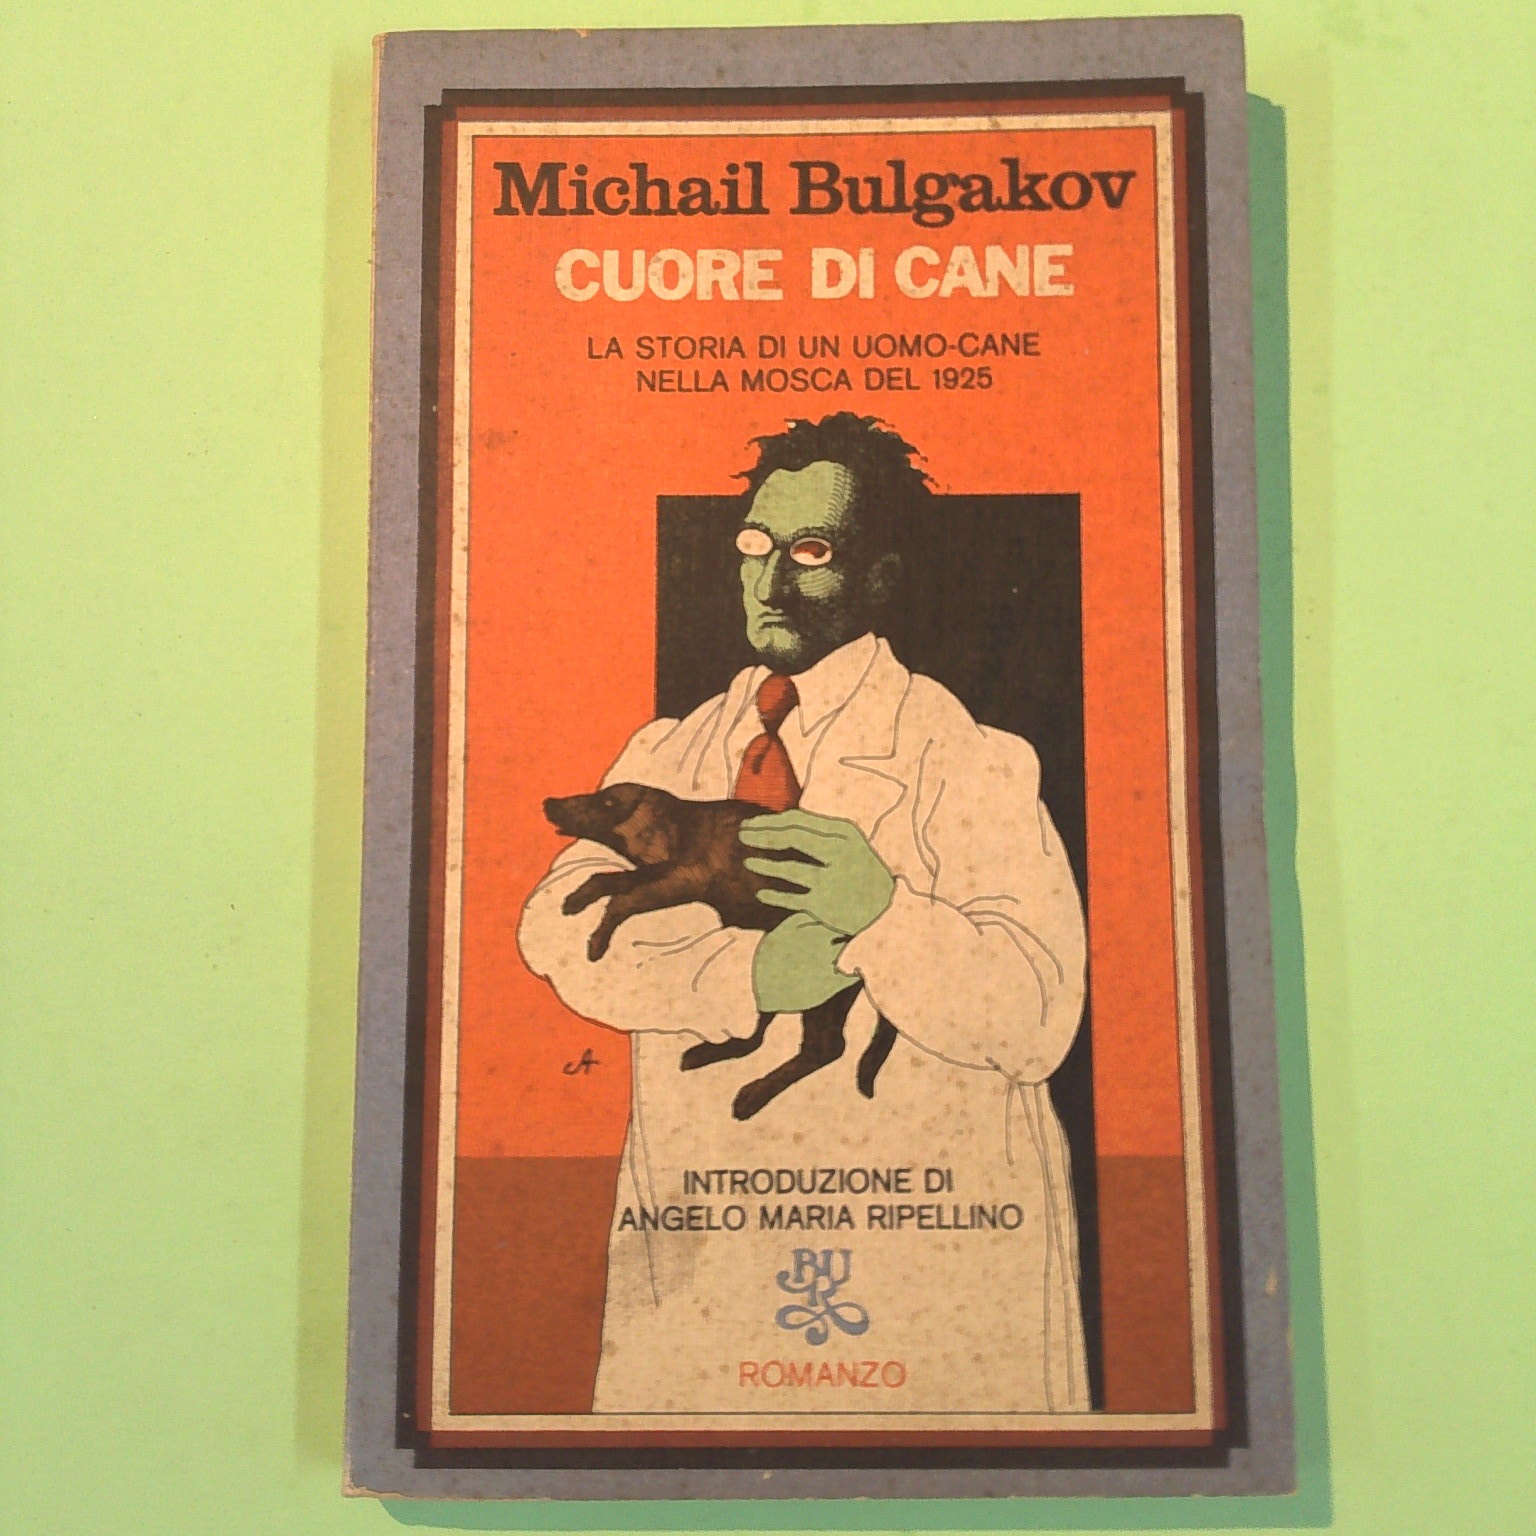 Michail Bulgakov
CUORE DI CANE
LA STORIA DI UN UOMO-CANE
NELLA MOSCA DEL 1925
INTRODUZIONE DI
ANGELO MARIA RIPELLINO
BU
R
ROMANZO